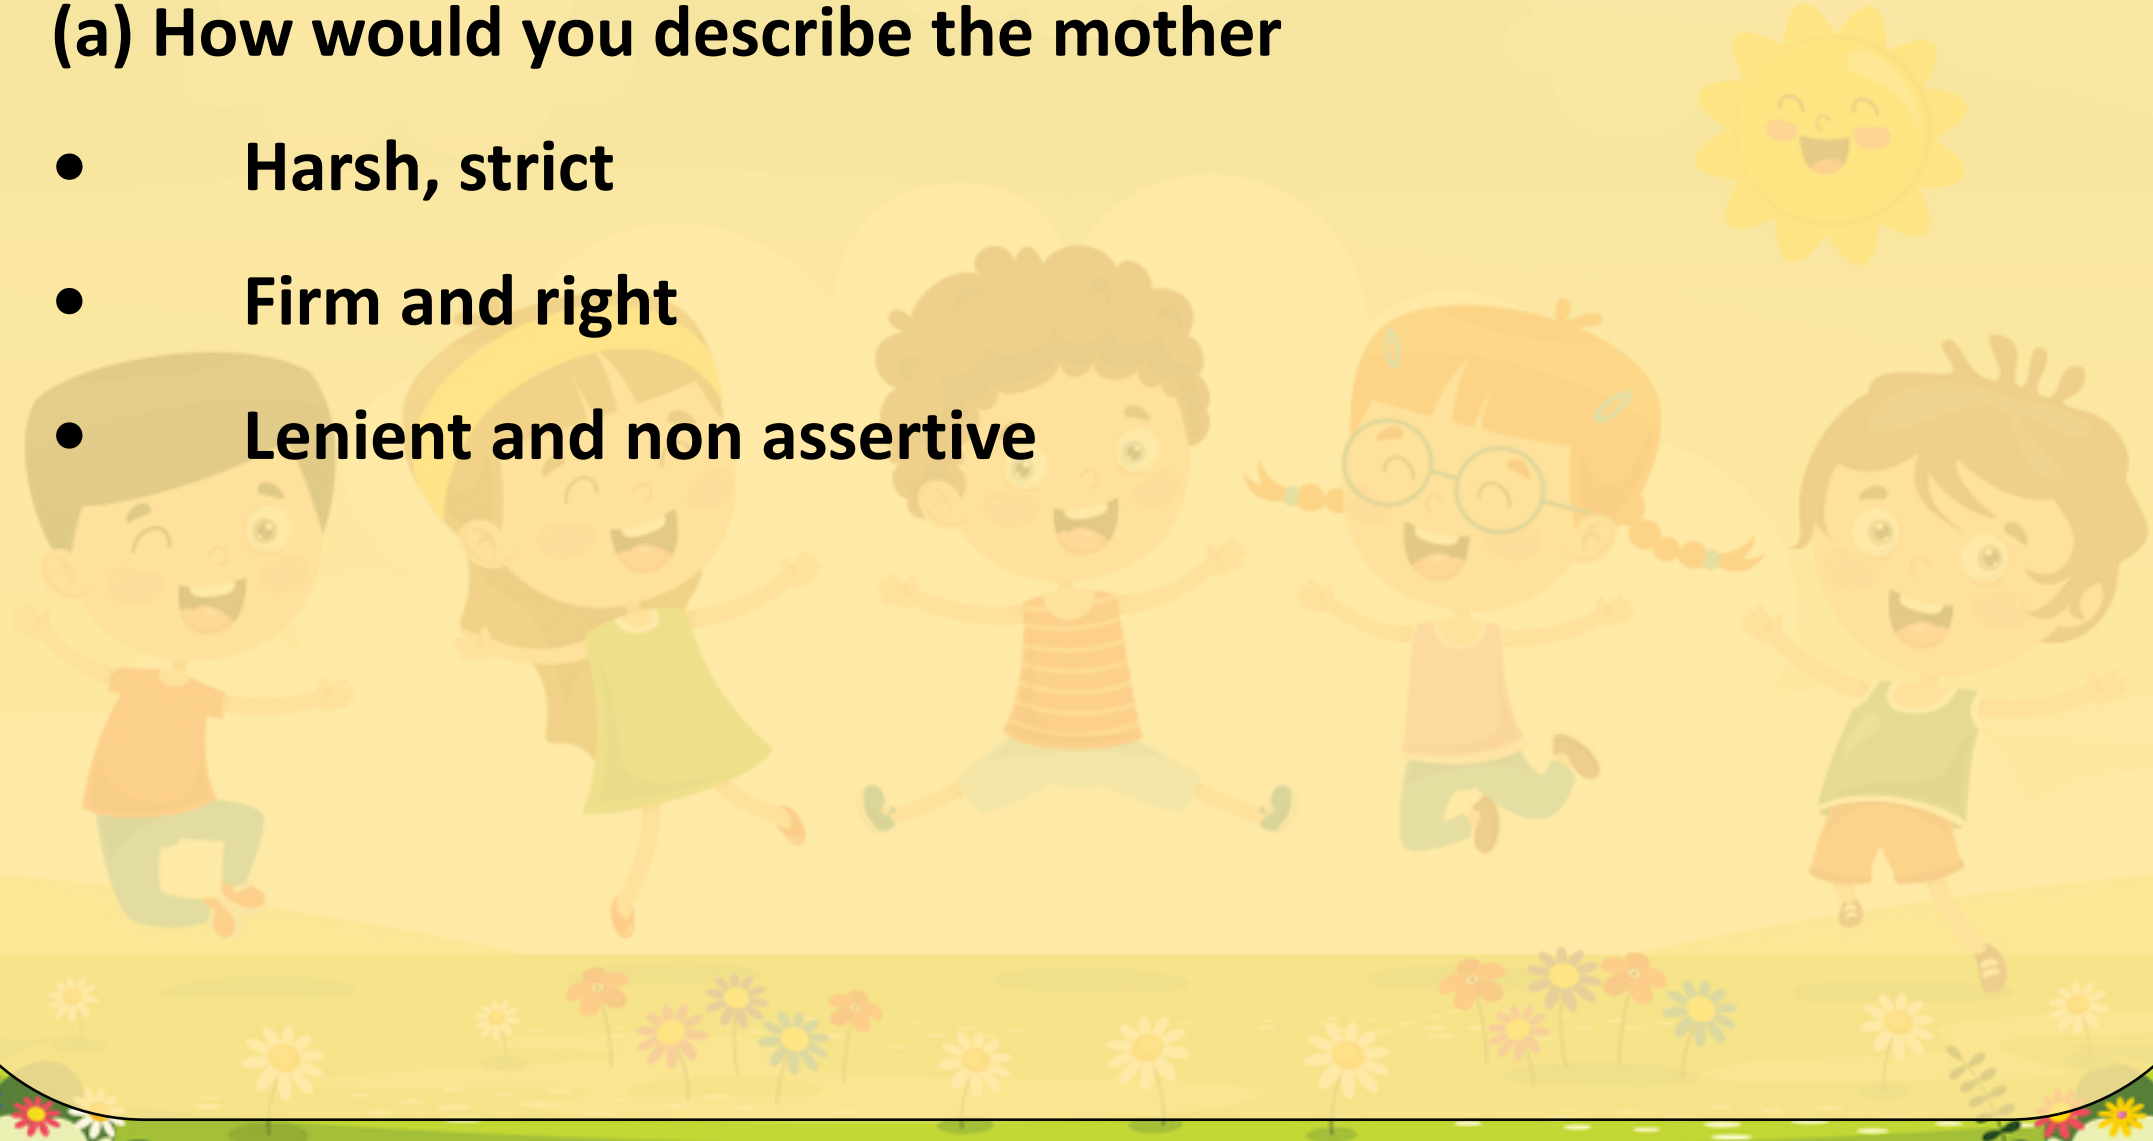 (a) How would you describe the mother
• Harsh, strict
• Firm and right
• Lenient and non assertive